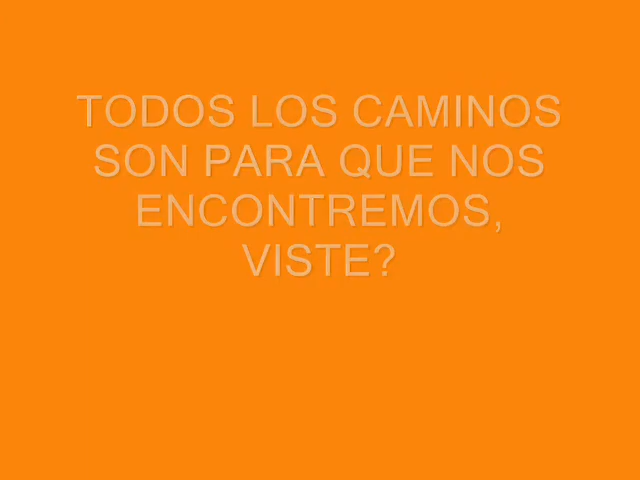 TODOS LOS CAMINOS
SON PARA QUE NOS
ENCONTREMOS,
VISTE?